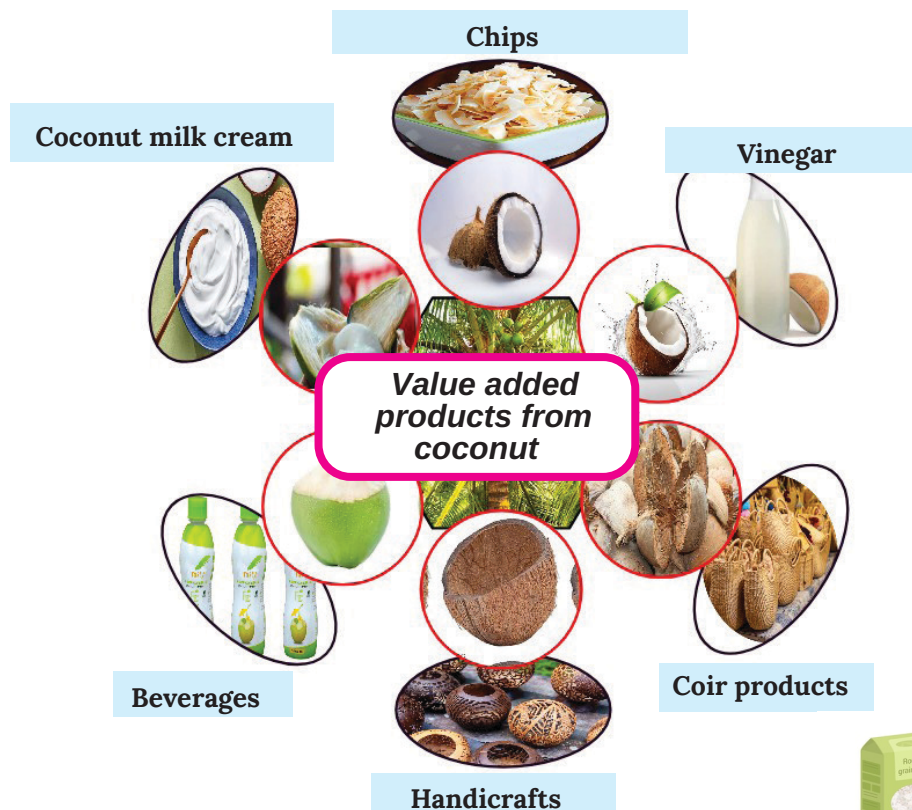 Chips
Coconut milk cream
Vinegar
Value added
products from
coconut
Beverages
Coir products
Handicrafts